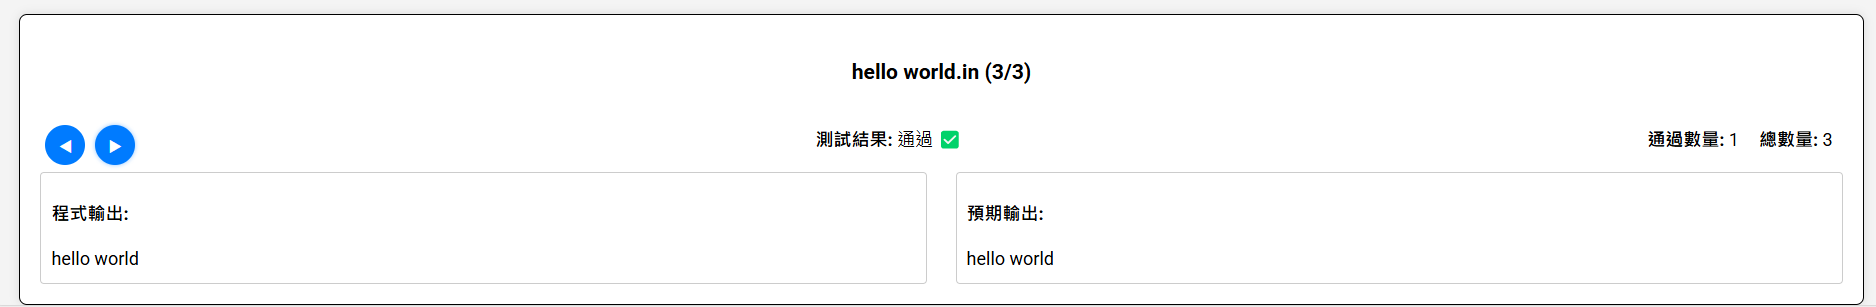 hello world.in (3/3)
測試結果: 通過 ✅
通過數量: 1 總數量: 3
程式輸出:
hello world
預期輸出:
hello world